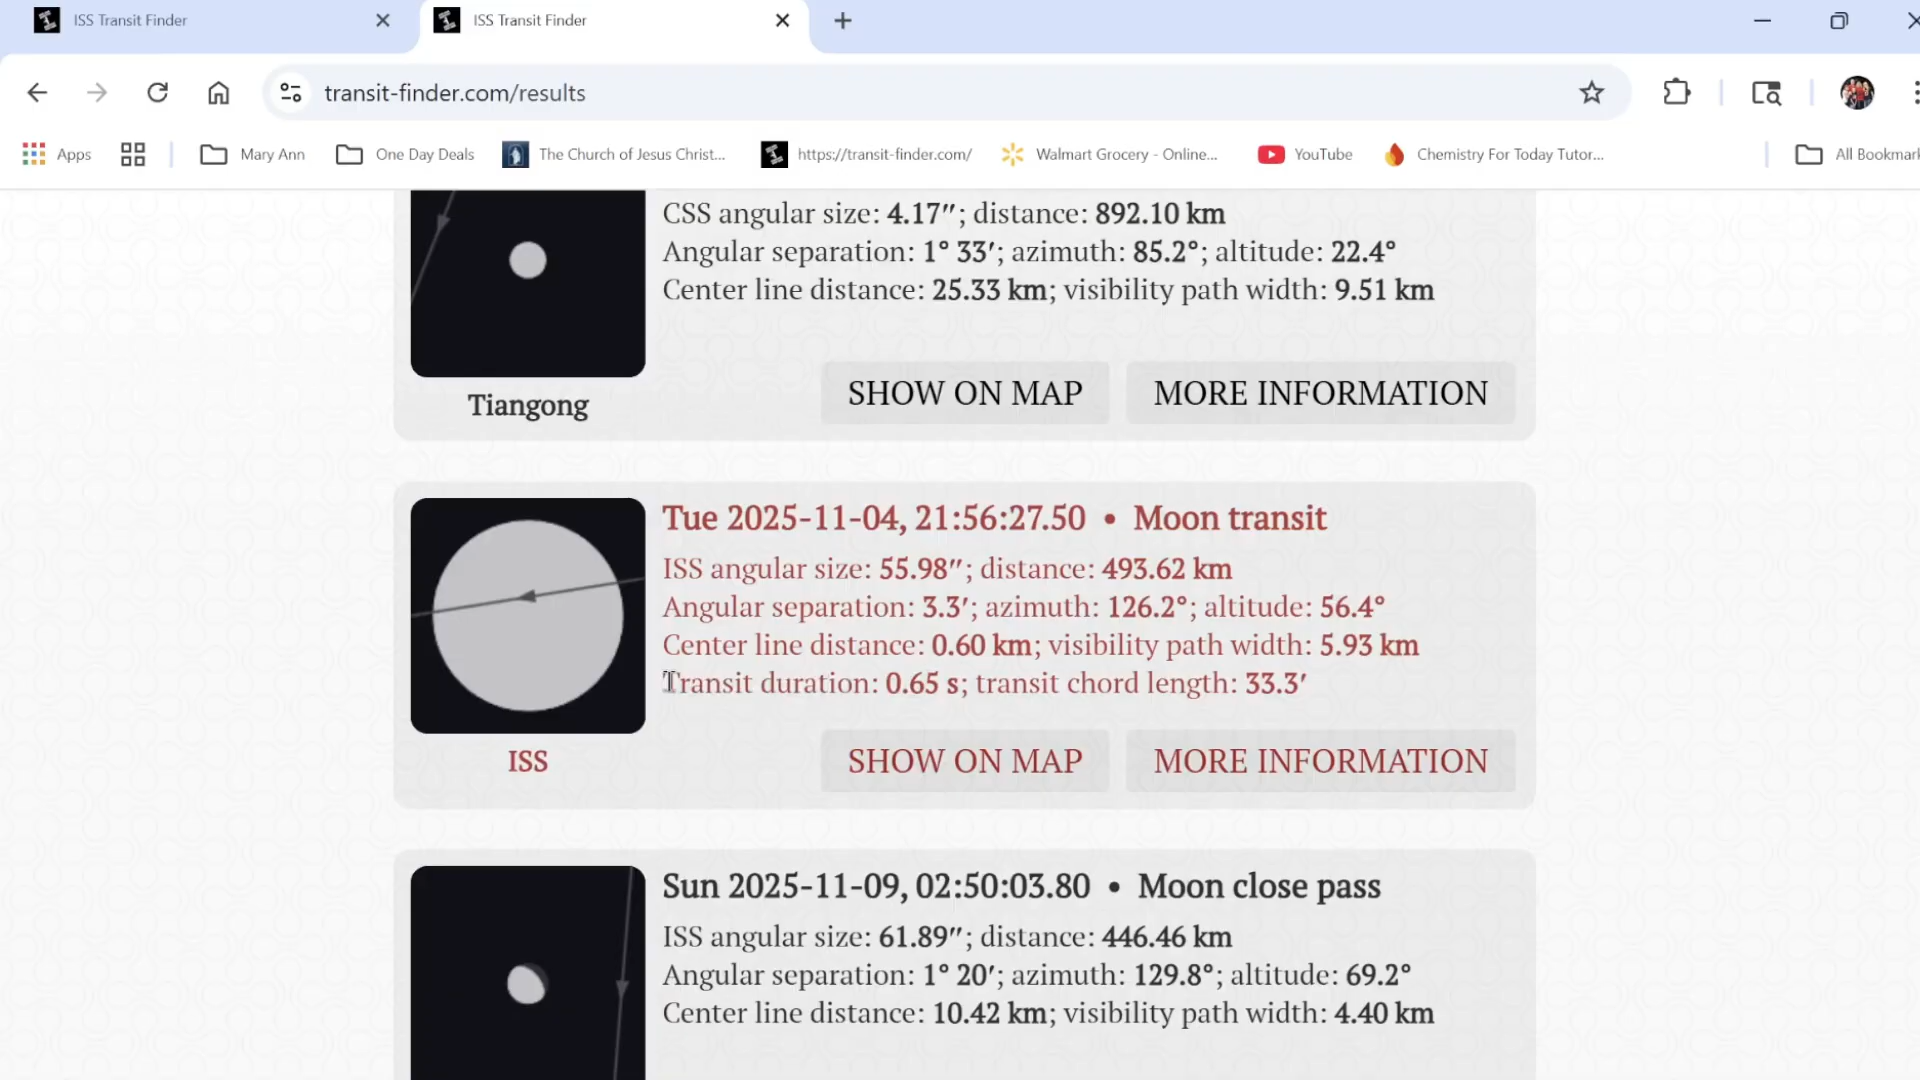 ISS Transit Finder
ISS Transit Finder
transit-finder.com/results
Apps
Mary Ann
One Day Deals
The Church of Jesus Christ...
https://transit-finder.com/
Walmart Grocery - Online...
YouTube
Chemistry For Today Tutor...
All Bookmark
CSS angular size: 4.17″; distance: 892.10 km
Angular separation: 1° 33′; azimuth: 85.2°; altitude: 22.4°
Center line distance: 25.33 km; visibility path width: 9.51 km
SHOW ON MAP
MORE INFORMATION
Tiangong
Tue 2025-11-04, 21:56:27.50 • Moon transit
ISS angular size: 55.98″; distance: 493.62 km
Angular separation: 3.3′; azimuth: 126.2°; altitude: 56.4°
Center line distance: 0.60 km; visibility path width: 5.93 km
Transit duration: 0.65 s; transit chord length: 33.3′
SHOW ON MAP
MORE INFORMATION
ISS
Sun 2025-11-09, 02:50:03.80 • Moon close pass
ISS angular size: 61.89″; distance: 446.46 km
Angular separation: 1° 20′; azimuth: 129.8°; altitude: 69.2°
Center line distance: 10.42 km; visibility path width: 4.40 km